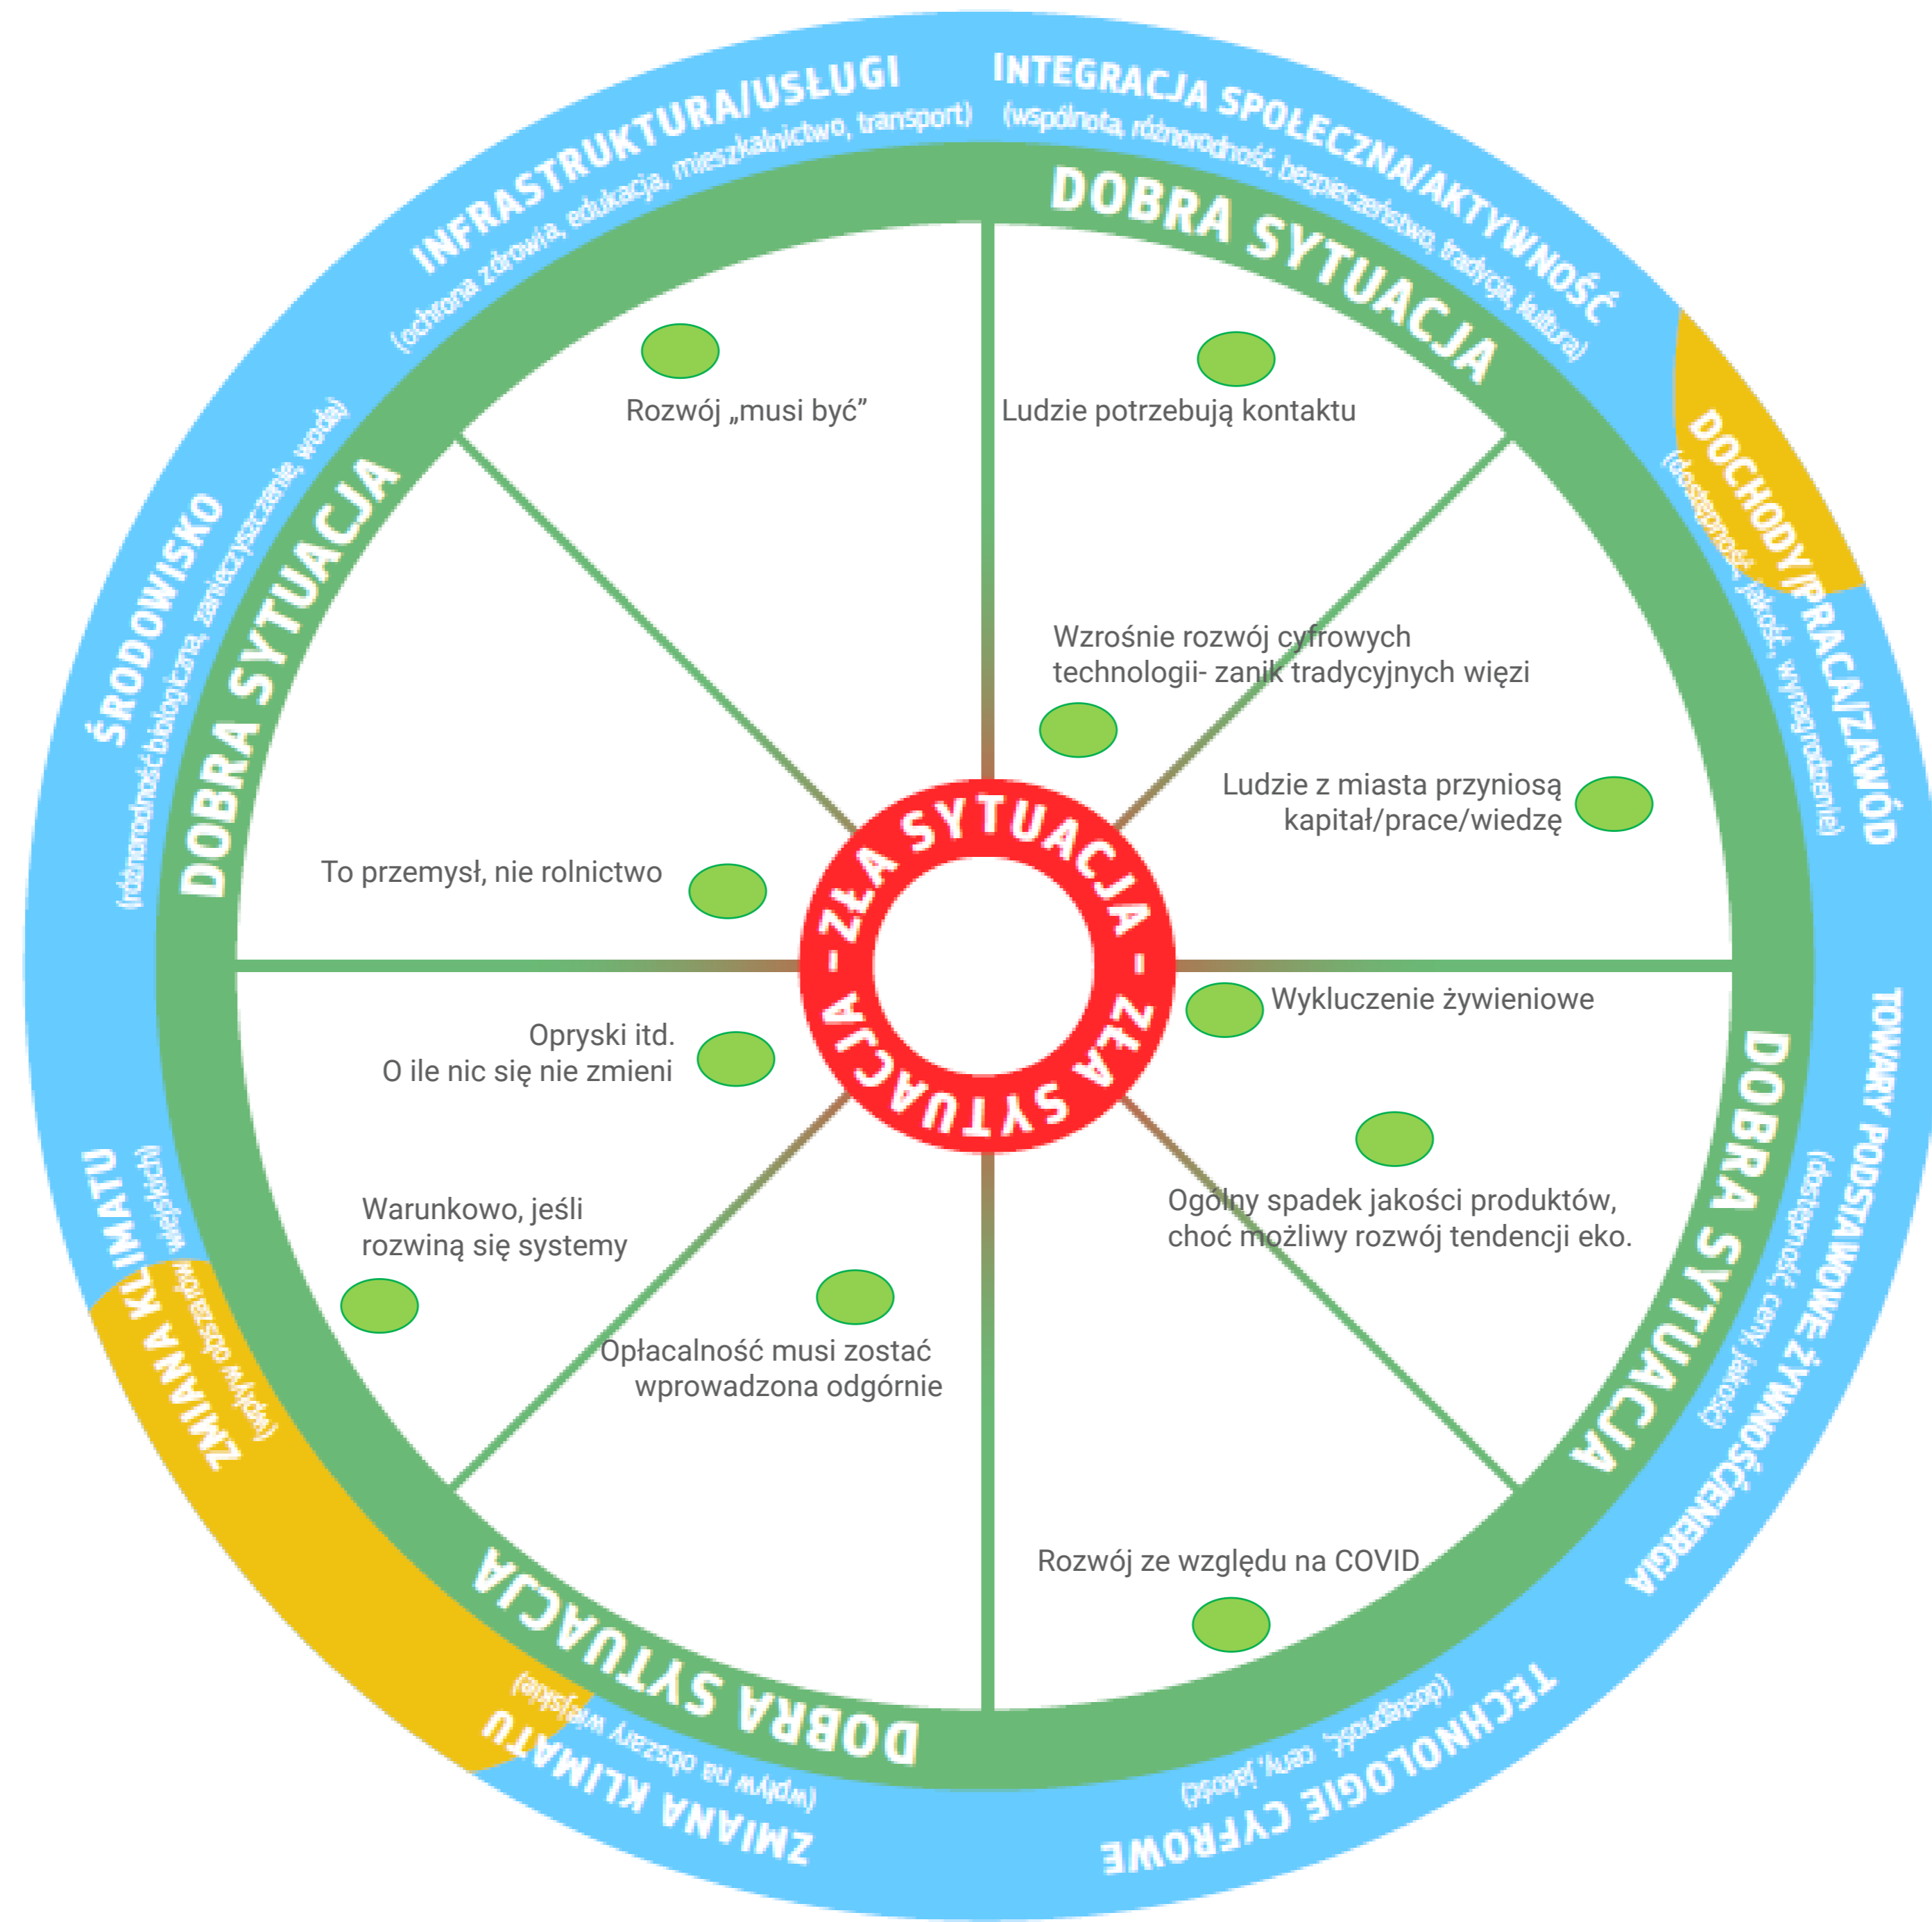 INFRASTRUKTURA/USŁUGI
(ochrona zdrowia, edukacja, mieszkalnictwo, transport)
INTEGRACJA SPOŁECZNA/AKTYWNOŚĆ
(wspólnota, różnorodność, bezpieczeństwo, tradycja, kultura)
DOBRA SYTUACJA
DOCHODY/PRACA/ZAWÓD
(dostępność, jakość, wynagrodzenie)
ŚRODOWISKO
(różnorodność biologiczna, zanieczyszczenie, woda)
DOBRA SYTUACJA
Rozwój „musi być”
Ludzie potrzebują kontaktu
Wzrośnie rozwój cyfrowych
technologii- zanik tradycyjnych więzi
Ludzie z miasta przyniosą
kapitał/prace/wiedzę
To przemysł, nie rolnictwo
ZŁA SYTUACJA - ZŁA SYTUACJA -
Wykluczenie żywieniowe
Opryski itd.
O ile nic się nie zmieni
Ogólny spadek jakości produktów,
choć możliwy rozwój tendencji eko.
Warunkowo, jeśli
rozwiną się systemy
Opłacalność musi zostać
wprowadzona odgórnie
Rozwój ze względu na COVID
TOWARY PODSTAWOWE: ŻYWNOŚĆ/ENERGIA
(dostępność, ceny, jakość)
DOBRA SYTUACJA
ZMIANA KLIMATU
(wpływ obszarów wiejskich)
DOBRA SYTUACJA
ZMIANA KLIMATU
(wpływ na obszary wiejskie)
TECHNOLOGIE CYFROWE
(dostępność, ceny, jakość)